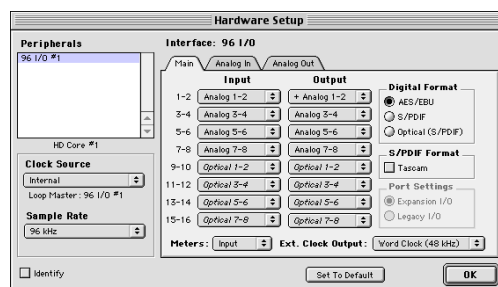 Hardware Setup
Peripherals
96 I/O #1
HD Core #1
Clock Source
Internal
Loop Master: 96 I/O #1
Sample Rate
96 kHz
Identify
Interface: 96 I/O
Main Analog In Analog Out
Input Output
1-2 Analog 1-2 + Analog 1-2
3-4 Analog 3-4 Analog 3-4
5-6 Analog 5-6 Analog 5-6
7-8 Analog 7-8 Analog 7-8
9-10 Optical 1-2 Optical 1-2
11-12 Optical 3-4 Optical 3-4
13-14 Optical 5-6 Optical 5-6
15-16 Optical 7-8 Optical 7-8
Digital Format
AES/EBU
S/PDIF
Optical (S/PDIF)
S/PDIF Format
Tascam
Port Settings
Expansion I/O
Legacy I/O
Meters: Input Ext. Clock Output: Word Clock (48 kHz)
Set To Default OK